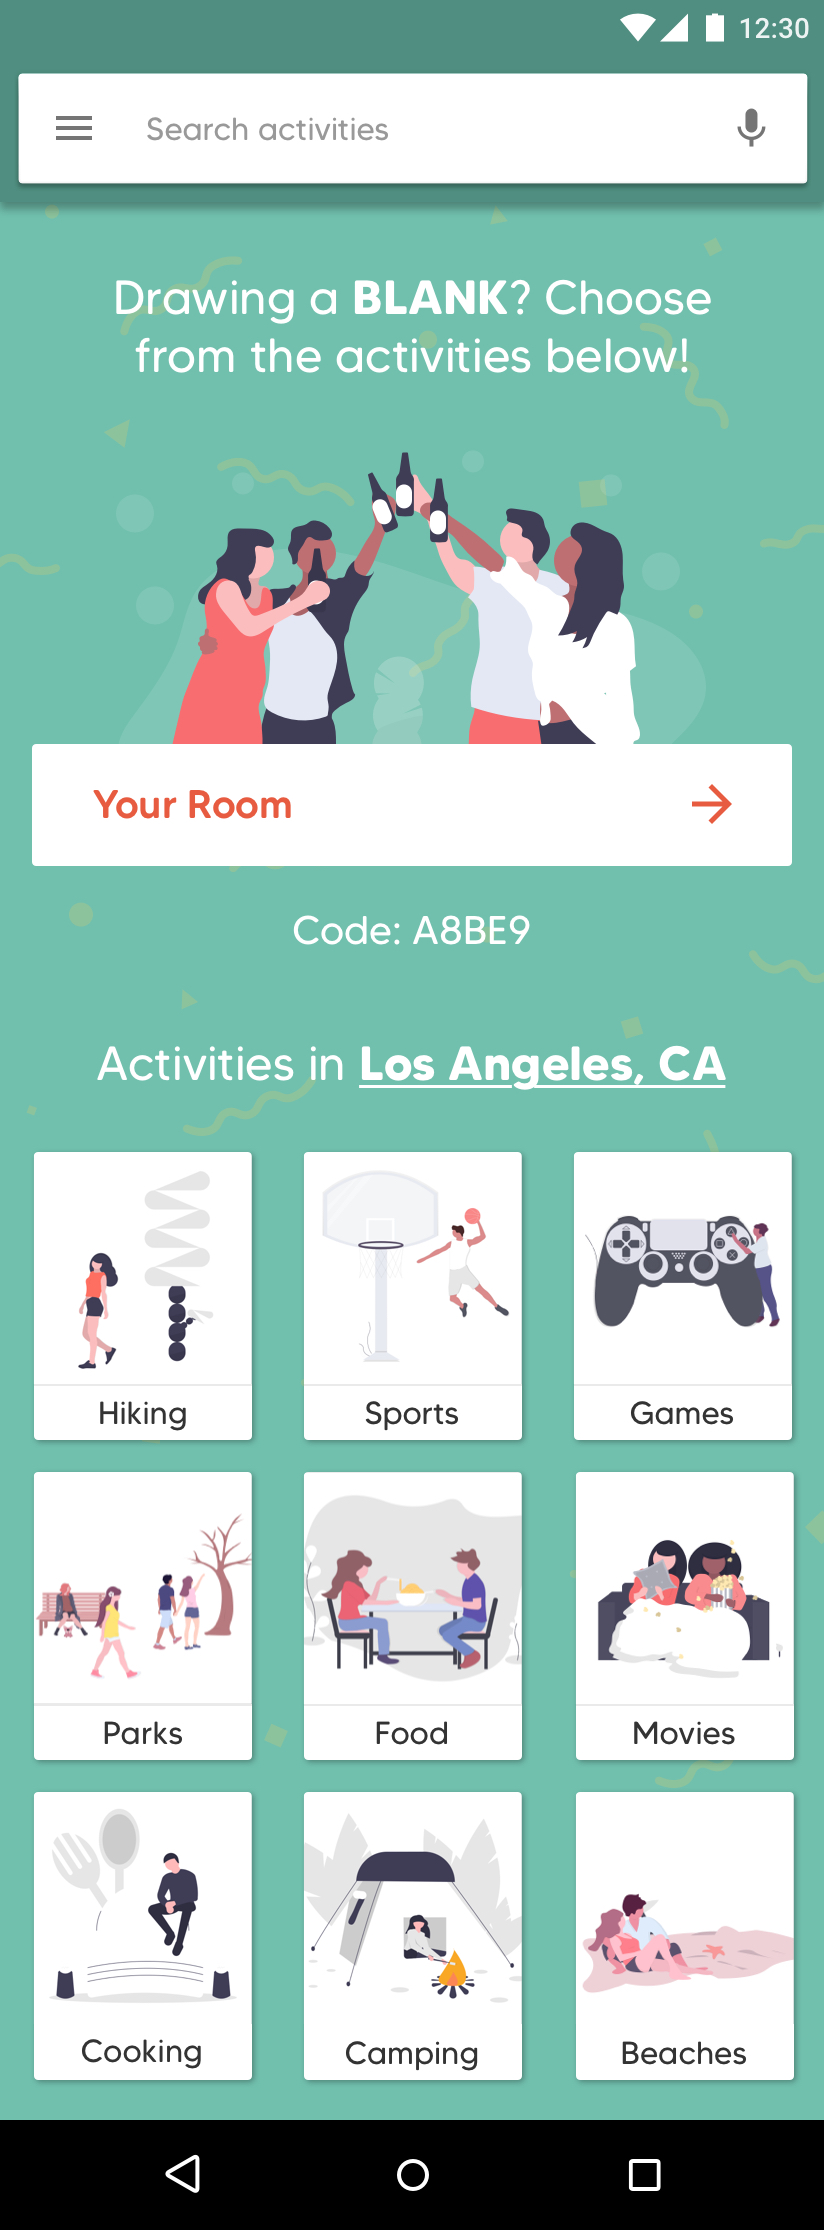 12:30
Search activities
Drawing a BLANK? Choose
from the activities below!
Your Room
Code: A8BE9
Activities in Los Angeles, CA
Hiking
Sports
Games
Parks
Food
Movies
Cooking
Camping
Beaches